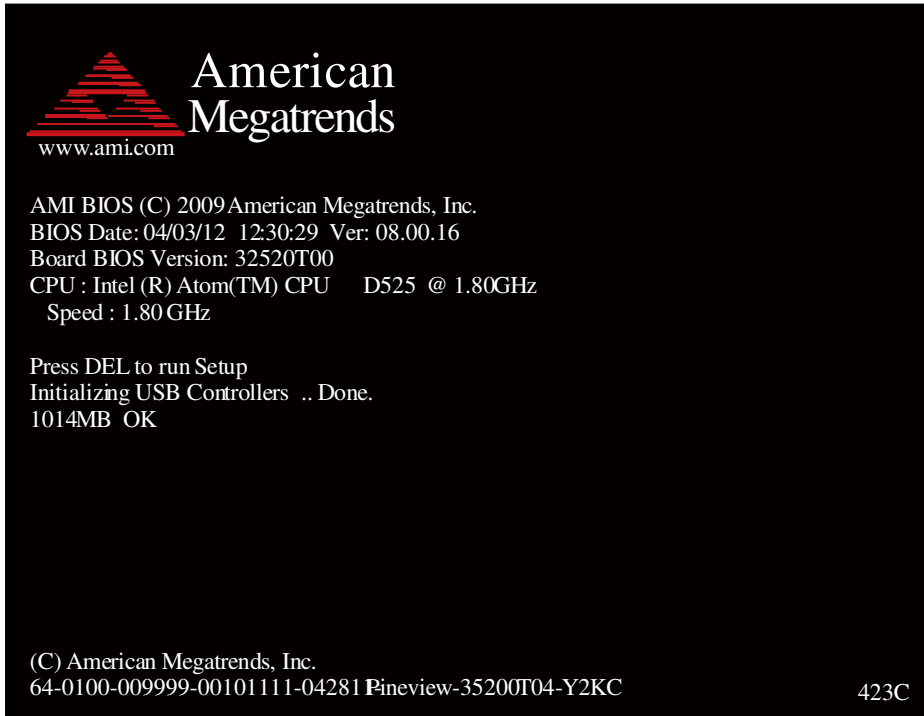 American
Megatrends
www.ami.com
AMI BIOS (C) 2009 American Megatrends, Inc.
BIOS Date: 04/03/12 12:30:29 Ver: 08.00.16
Board BIOS Version: 32520T00
CPU : Intel (R) Atom(TM) CPU D525 @ 1.80GHz
Speed : 1.80 GHz
Press DEL to run Setup
Initializing USB Controllers .. Done.
1014MB OK
(C) American Megatrends, Inc.
64-0100-009999-00101111-042811-Pineview-35200T04-Y2KC
423C